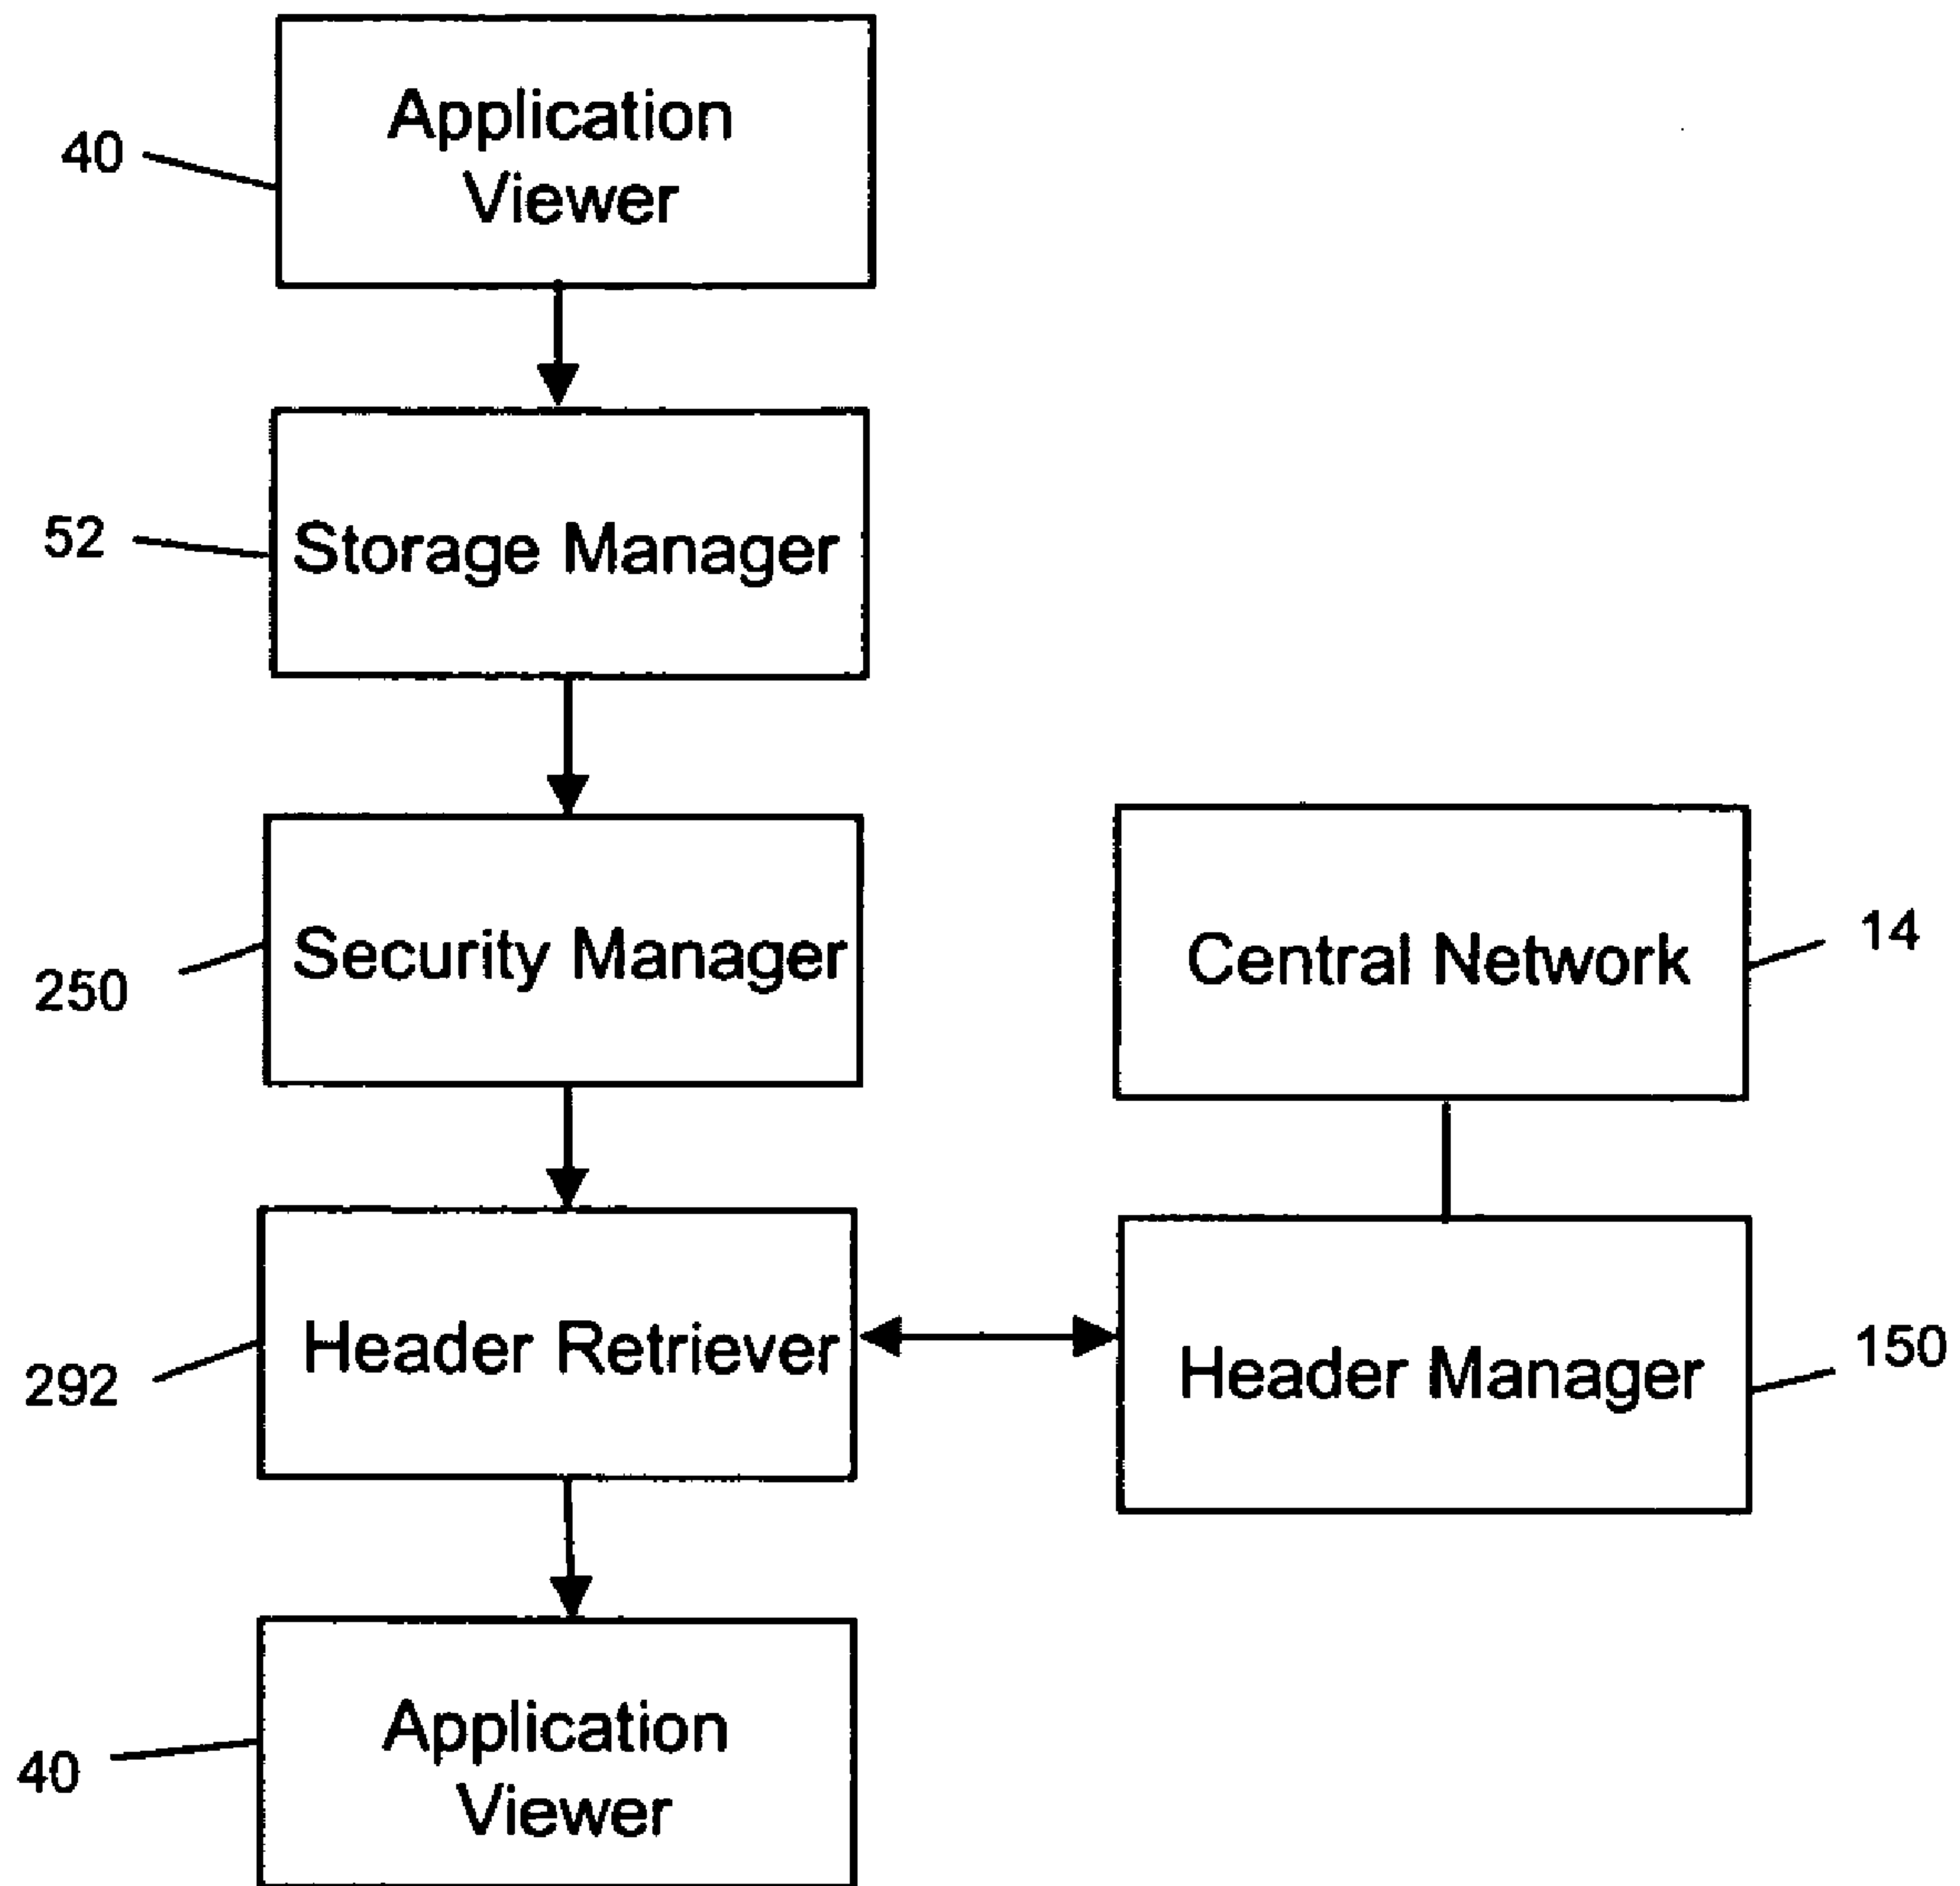 Application
Viewer
40
Storage Manager
52
Security Manager
250
Central Network
14
Header Retriever
292
Header Manager
150
Application
Viewer
40